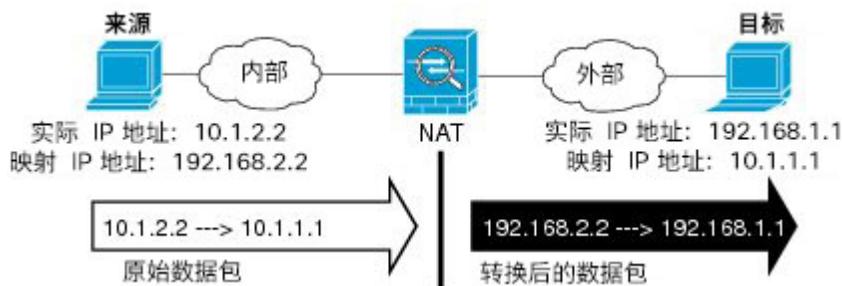 来源
目标
内部
外部
NAT
实际 IP 地址: 10.1.2.2
映射 IP 地址: 192.168.2.2
实际 IP 地址: 192.168.1.1
映射 IP 地址: 10.1.1.1
10.1.2.2 ---> 10.1.1.1
192.168.2.2 ---> 192.168.1.1
原始数据包
转换后的数据包